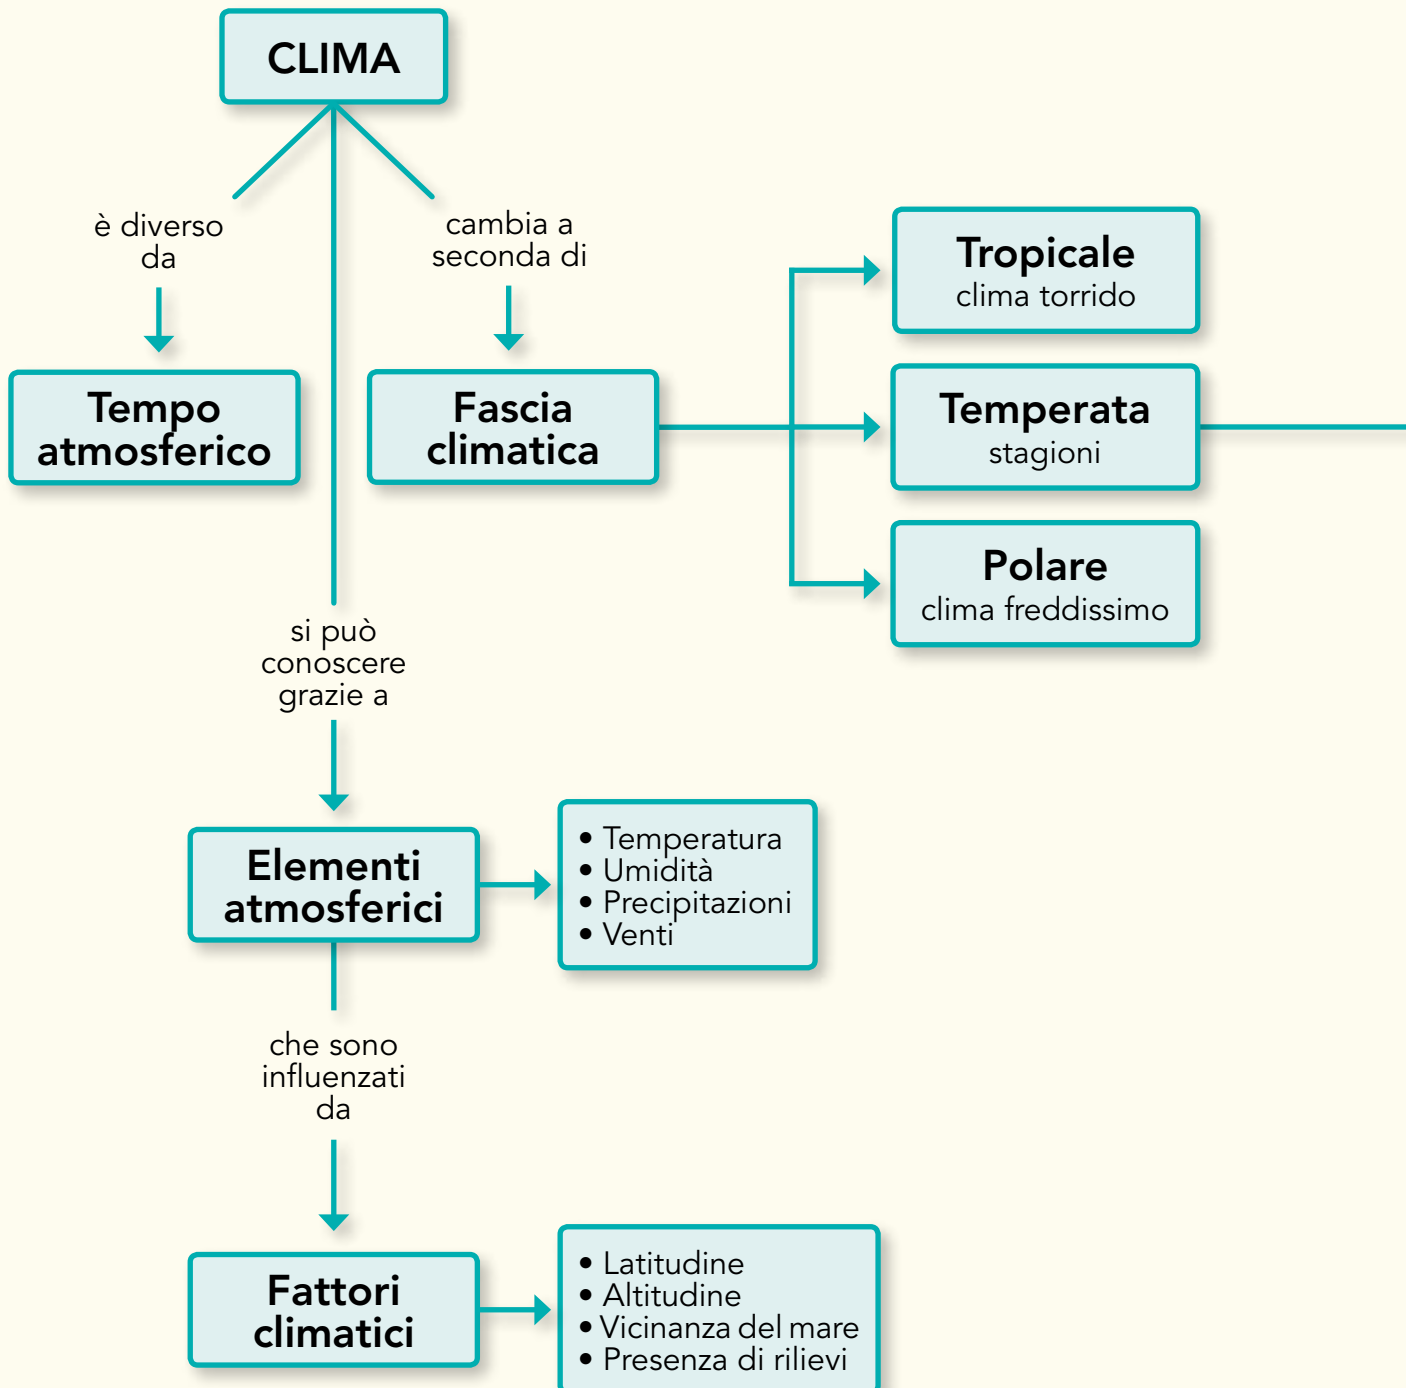 CLIMA
è diverso
da
Tempo
atmosferico
cambia a
seconda di
Fascia
climatica
Tropicale
clima torrido
Temperata
stagioni
Polare
clima freddissimo
si può
conoscere
grazie a
Elementi
atmosferici
• Temperatura
• Umidità
• Precipitazioni
• Venti
che sono
influenzati
da
Fattori
climatici
• Latitudine
• Altitudine
• Vicinanza del mare
• Presenza di rilievi